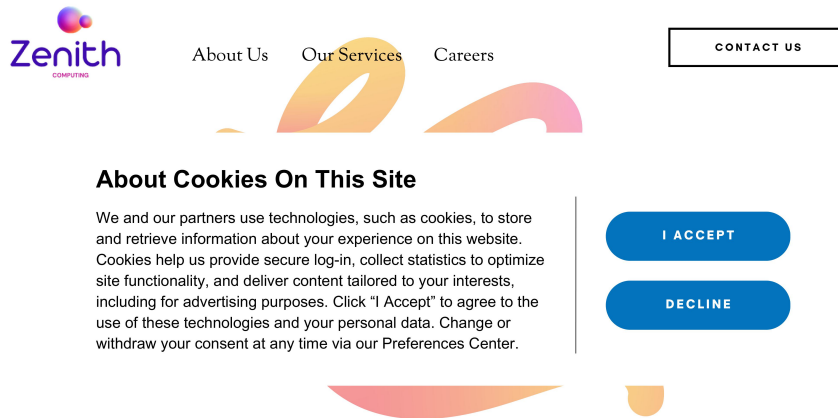 Zenith
COMPUTING
About Us
Our Services
Careers
CONTACT US
About Cookies On This Site
We and our partners use technologies, such as cookies, to store
and retrieve information about your experience on this website.
Cookies help us provide secure log-in, collect statistics to optimize
site functionality, and deliver content tailored to your interests,
including for advertising purposes. Click “I Accept” to agree to the
use of these technologies and your personal data. Change or
withdraw your consent at any time via our Preferences Center.
I ACCEPT
DECLINE